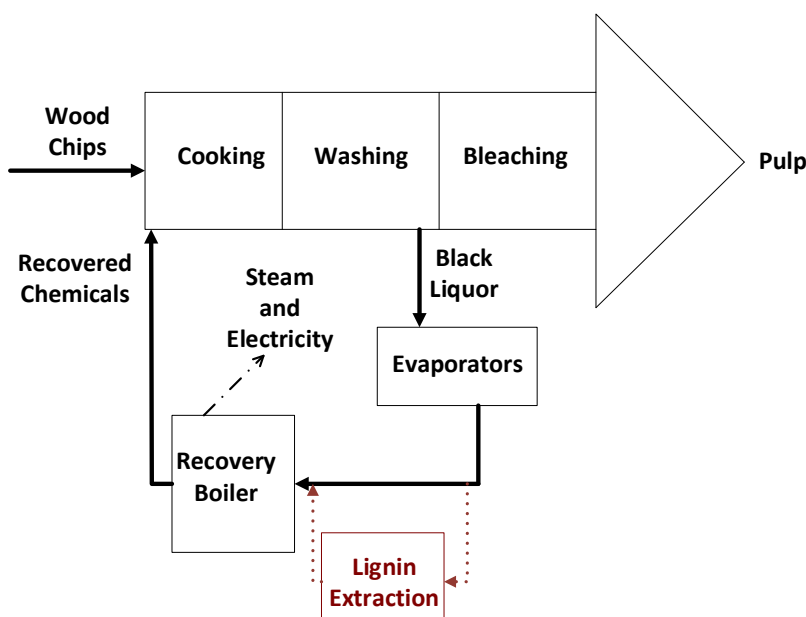 Wood
Chips
Cooking
Washing
Bleaching
Pulp
Recovered
Chemicals
Steam
and
Electricity
Black
Liquor
Evaporators
Recovery
Boiler
Lignin
Extraction